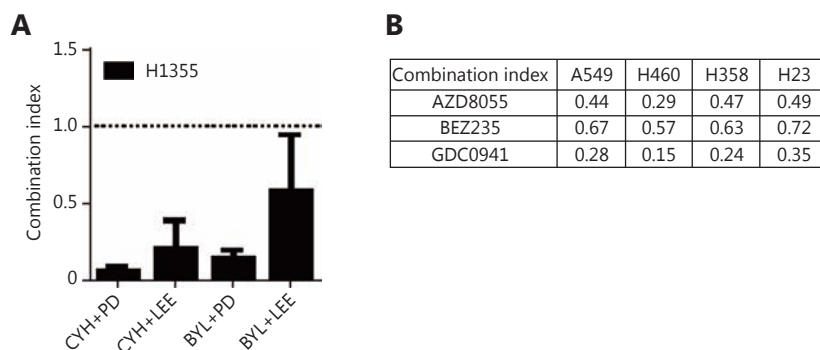 A
1.5
1.0
0.5
0
Combination index
H1355
CYH+PD
CYH+LEE
BYL+PD
BYL+LEE
B
Combination index A549 H460 H358 H23
AZD8055 0.44 0.29 0.47 0.49
BEZ235 0.67 0.57 0.63 0.72
GDC0941 0.28 0.15 0.24 0.35